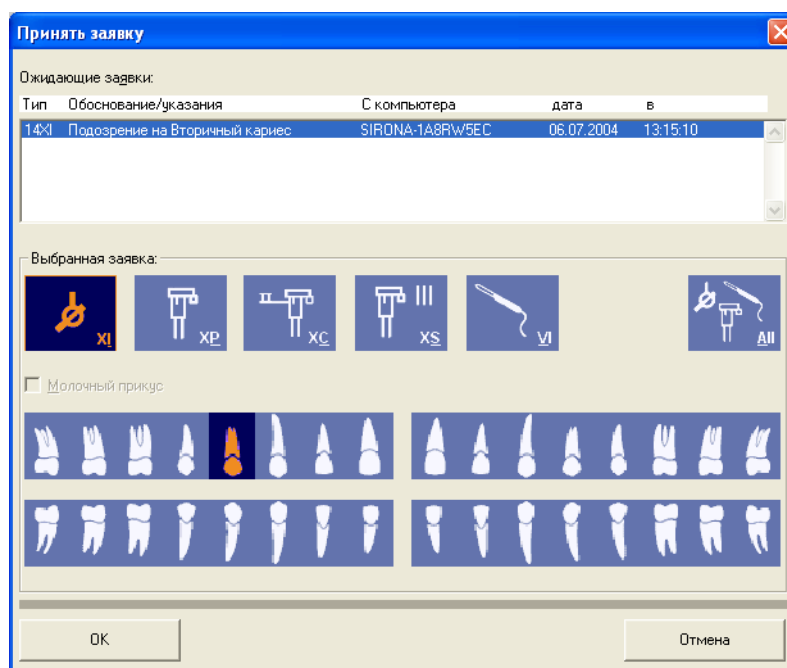 Принять заявку
Ожидающие заявки:
Тип Обоснование/указания С компьютера дата в
14XI Подозрение на Вторичный кариес SIRONA-1A8RW5EC 06.07.2004 13:15:10
Выбранная заявка:
XI XP XC XS VI All
Молочный прикус
OK Отмена